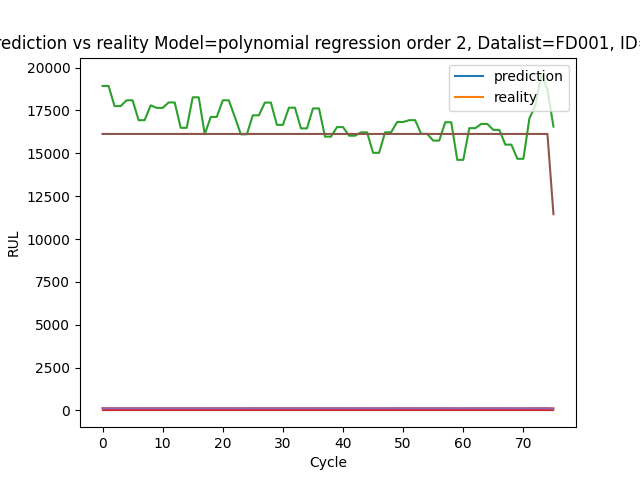 rediction vs reality Model=polynomial regression order 2, Datalist=FD001, ID=
20000
17500
15000
12500
10000
7500
5000
2500
0
RUL
prediction
reality
0 10 20 30 40 50 60 70
Cycle